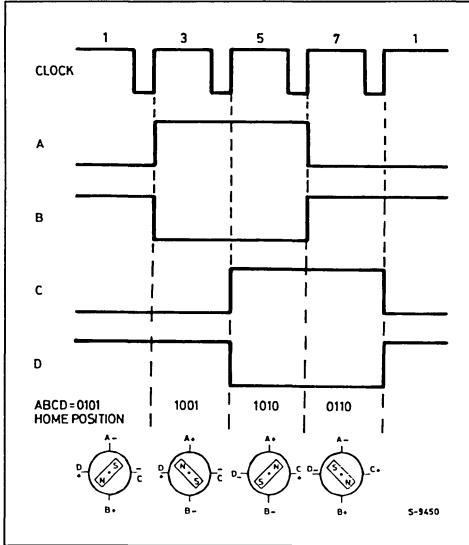 1 3 5 7 1
CLOCK
A
B
C
D
ABCD=0101 1001 1010 0110
HOME POSITION
A- A+ A+ A-
D S - D N - D- S C D- N C+
+ N C + S C N + S
B+ B- B- B+
S-9450